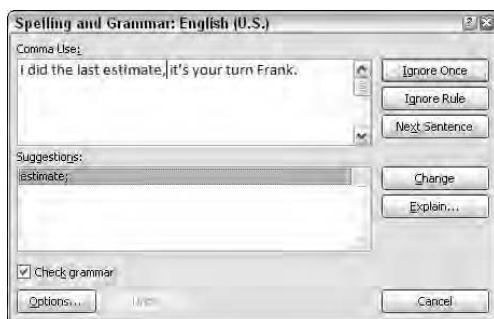 Spelling and Grammar: English (U.S.)
Comma Use:
I did the last estimate, it's your turn Frank.
Ignore Once
Ignore Rule
Next Sentence
Suggestions:
estimate;
Change
Explain...
Check grammar
Options...
Undo
Cancel